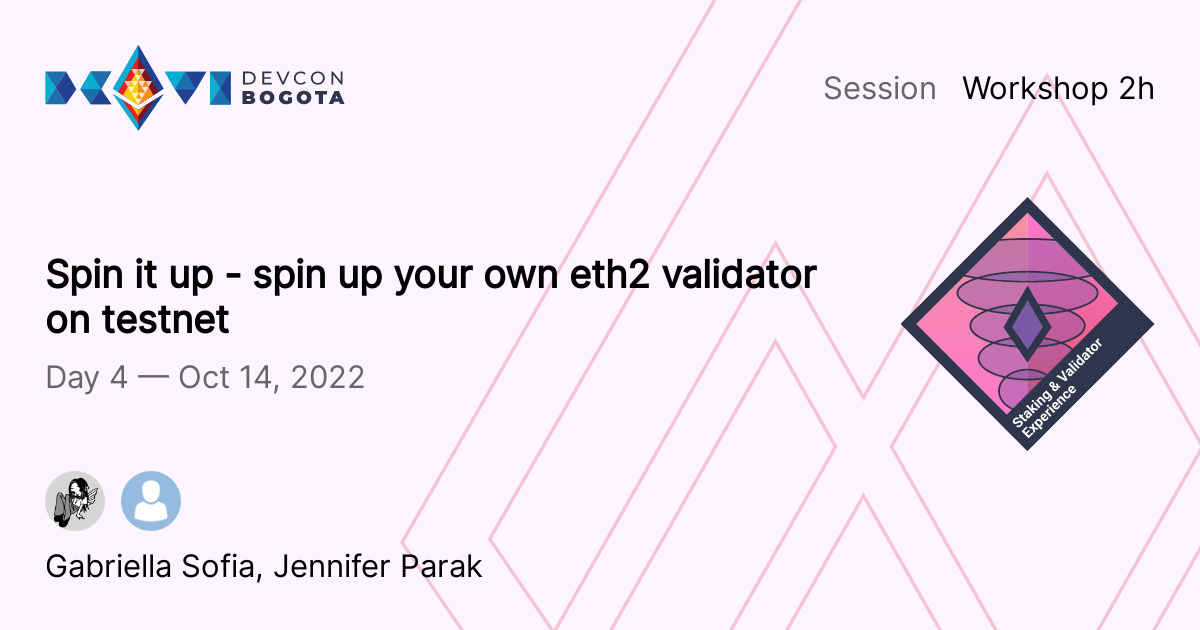 DEVCON
BOGOTA
Session Workshop 2h
Spin it up - spin up your own eth2 validator
on testnet
Day 4 — Oct 14, 2022
Staking & Validator
Experience
Gabriella Sofia, Jennifer Parak